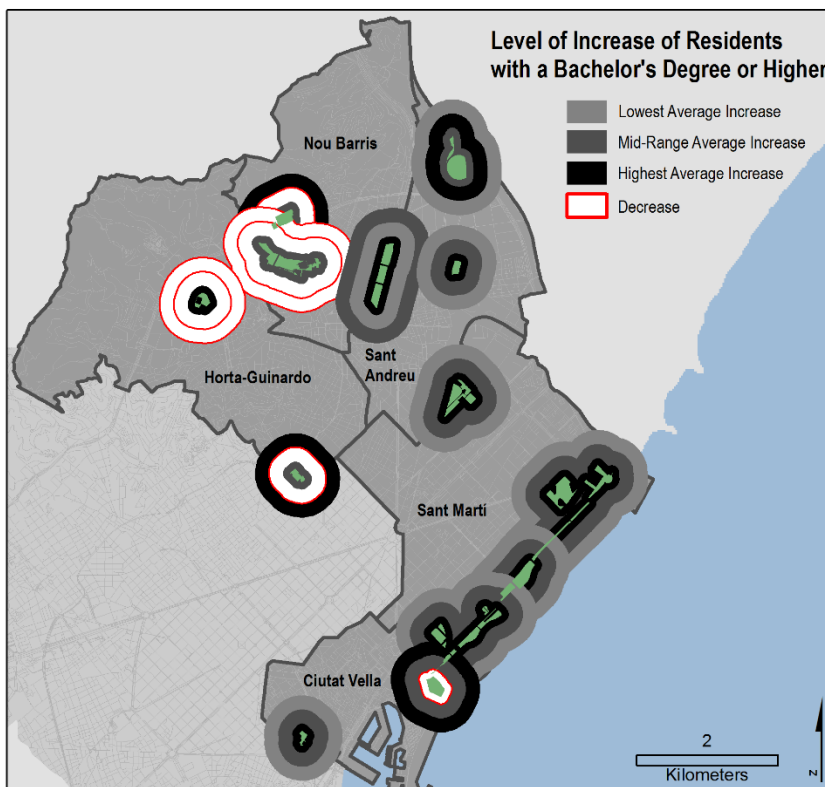 Level of Increase of Residents
with a Bachelor's Degree or Higher
Lowest Average Increase
Mid-Range Average Increase
Highest Average Increase
Decrease
Nou Barris
Sant
Andreu
Horta-Guinardo
Sant Marti
Ciutat Vella
2
Kilometers
N